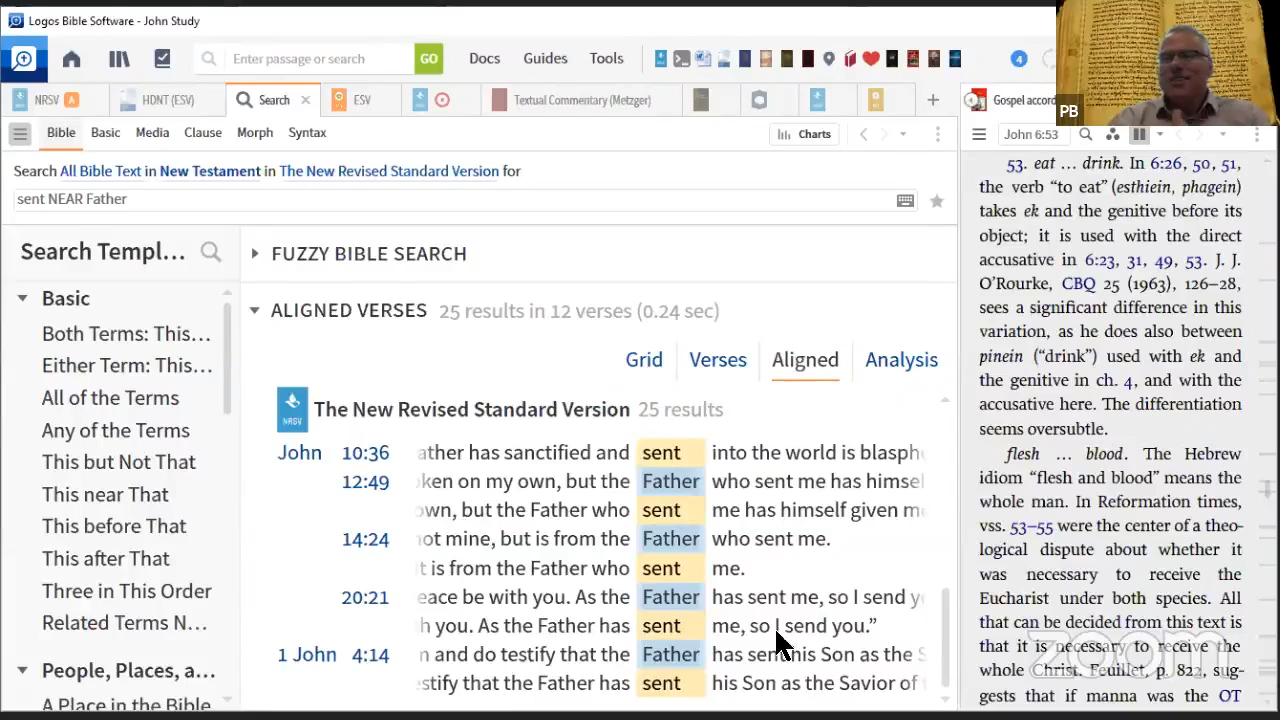 Logos Bible Software - John Study
Enter passage or search GO Docs Guides Tools 4
NRSV A HDNT (ESV) Search × ESV Textual Commentary (Metzger) Gospel accord
PB
Bible Basic Media Clause Morph Syntax Charts John 6:53
Search All Bible Text in New Testament in The New Revised Standard Version for
sent NEAR Father
Search Templ...
Basic
Both Terms: This...
Either Term: This...
All of the Terms
Any of the Terms
This but Not That
This near That
This before That
This after That
Three in This Order
Related Terms N...
People, Places, a...
A Place in the Bible
FUZZY BIBLE SEARCH
ALIGNED VERSES 25 results in 12 verses (0.24 sec)
Grid Verses Aligned Analysis
NRSV The New Revised Standard Version 25 results
John 10:36 ather has sanctified and sent into the world is blasph
12:49 ken on my own, but the Father who sent me has himsel
own, but the Father who sent me has himself given m
14:24 not mine, but is from the Father who sent me.
t is from the Father who sent me.
20:21 eace be with you. As the Father has sent me, so I send y
h you. As the Father has sent me, so I send you.”
1 John 4:14 n and do testify that the Father has sent his Son as the S
stify that the Father has sent his Son as the Savior of
53. eat ... drink. In 6:26, 50, 51,
the verb “to eat” (esthiein, phagein)
takes ek and the genitive before its
object; it is used with the direct
accusative in 6:23, 31, 49, 53. J. J.
O’Rourke, CBQ 25 (1963), 126–28,
sees a significant difference in this
variation, as he does also between
pinein (“drink”) used with ek and
the genitive in ch. 4, and with the
accusative here. The differentiation
seems oversubtle.
flesh ... blood. The Hebrew
idiom “flesh and blood” means the
whole man. In Reformation times,
vss. 53–55 were the center of a theo-
logical dispute about whether it
was necessary to receive the
Eucharist under both species. All
that can be decided from this text is
that it is necessary to receive the
whole Christ. Feuillet, p. 822, sug-
gests that if manna was the OT
zoom